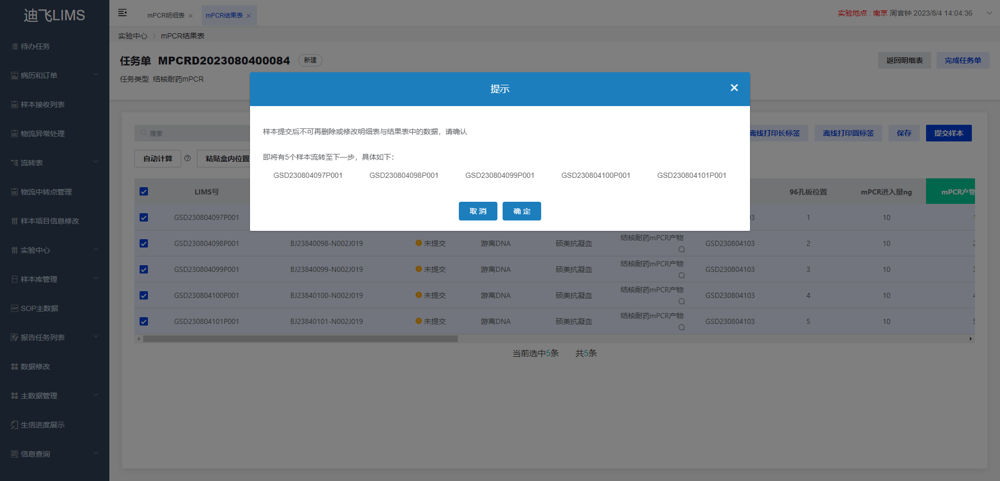 迪飞LIMS
待办任务
病历和订单
样本接收列表
物流异常处理
流转表
物流中转点管理
样本项目信息修改
实验中心
样本库管理
SOP主数据
报告任务列表
数据修改
主数据管理
生信进度展示
信息查询
mPCR明细表 mPCR结果表
实验地点 : 南京 周官钟 2023/8/4 14:04:36
实验中心 mPCR结果表
任务单 MPCRD2023080400084 新建
返回明细表 完成任务单
任务类型 结核耐药mPCR
提示
样本提交后不可再删除或修改明细表与结果表中的数据，请确认
即将有5个样本流转至下一步，具体如下：
GSD230804097P001 GSD230804098P001 GSD230804099P001 GSD230804100P001 GSD230804101P001
取 消 确 定
搜索
离线打印长标签 离线打印圆标签 保存 提交样本
自动计算 粘贴盒内位置
LIMS号 96孔板位置 mPCR进入量ng mPCR产物
GSD230804097P001 03 1 10 1
GSD230804098P001 BJ23840098-N002J019 未提交 游离DNA 硕美抗凝血 结核耐药mPCR产物 GSD230804103 2 10 2
GSD230804099P001 BJ23840099-N002J019 未提交 游离DNA 硕美抗凝血 结核耐药mPCR产物 GSD230804103 3 10 3
GSD230804100P001 BJ23840100-N002J019 未提交 游离DNA 硕美抗凝血 结核耐药mPCR产物 GSD230804103 4 10 4
GSD230804101P001 BJ23840101-N002J019 未提交 游离DNA 硕美抗凝血 结核耐药mPCR产物 GSD230804103 5 10 5
当前选中5条 共5条